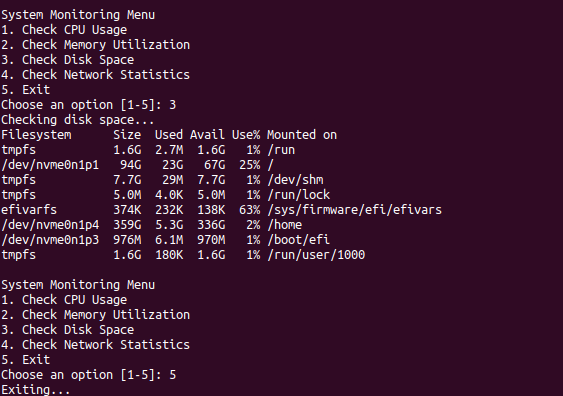 System Monitoring Menu
1. Check CPU Usage
2. Check Memory Utilization
3. Check Disk Space
4. Check Network Statistics
5. Exit
Choose an option [1-5]: 3
Checking disk space...
Filesystem      Size  Used Avail Use% Mounted on
tmpfs           1.6G  2.7M  1.6G   1% /run
/dev/nvme0n1p1   94G   23G   67G  25% /
tmpfs           7.7G   29M  7.7G   1% /dev/shm
tmpfs           5.0M  4.0K  5.0M   1% /run/lock
efivarfs        374K  232K  138K  63% /sys/firmware/efi/efivars
/dev/nvme0n1p4  359G  5.3G  336G   2% /home
/dev/nvme0n1p3  976M  6.1M  970M   1% /boot/efi
tmpfs           1.6G  180K  1.6G   1% /run/user/1000
System Monitoring Menu
1. Check CPU Usage
2. Check Memory Utilization
3. Check Disk Space
4. Check Network Statistics
5. Exit
Choose an option [1-5]: 5
Exiting...